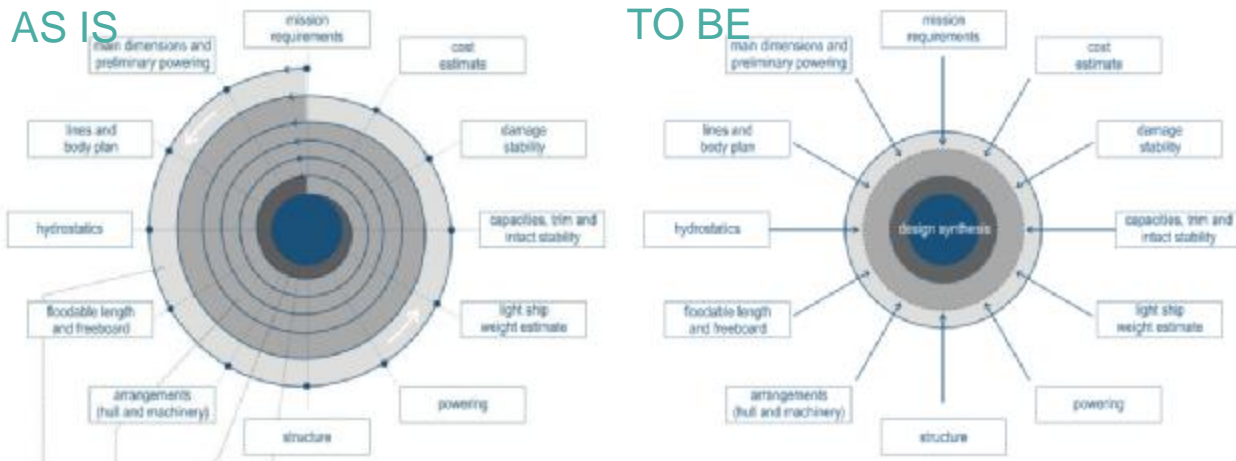 AS IS
mission
requirements
main dimensions and
preliminary powering
cost
estimate
lines and
body plan
damage
stability
hydrostatics
capacities, trim and
intact stability
floodable length
and freeboard
light ship
weight estimate
arrangements
(hull and machinery)
powering
structure
TO BE
mission
requirements
main dimensions and
preliminary powering
cost
estimate
lines and
body plan
damage
stability
hydrostatics
design synthesis
capacities, trim and
intact stability
floodable length
and freeboard
light ship
weight estimate
arrangements
(hull and machinery)
powering
structure